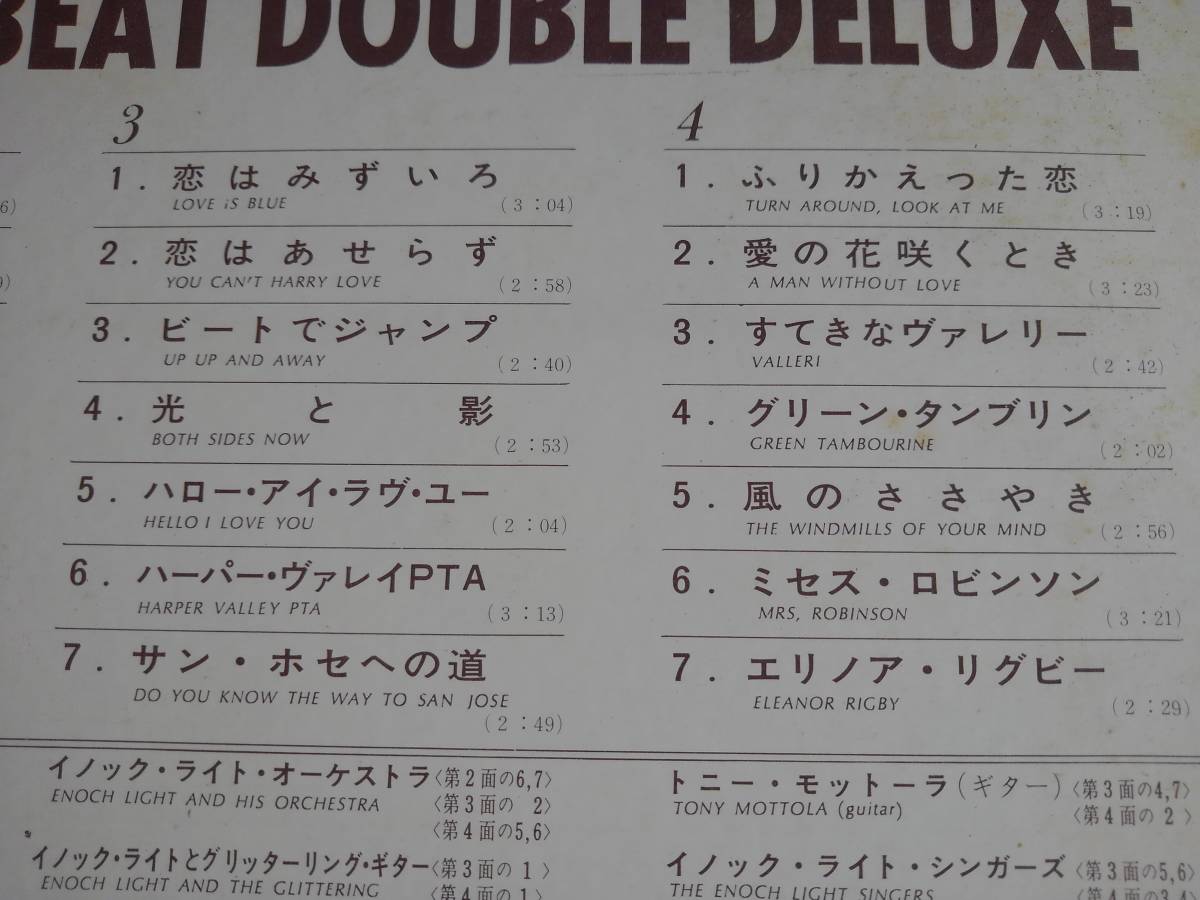 BEAT DOUBLE DELUXE
3
1. 恋はみずいろ
LOVE iS BLUE (3:04)
2. 恋はあせらず
YOU CAN'T HARRY LOVE (2:58)
3. ビートでジャンプ
UP UP AND AWAY (2:40)
4. 光と影
BOTH SIDES NOW (2:53)
5. ハロー・アイ・ラヴ・ユー
HELLO I LOVE YOU (2:04)
6. ハーパー・ヴァレイPTA
HARPER VALLEY PTA (3:13)
7. サン・ホセへの道
DO YOU KNOW THE WAY TO SAN JOSE
(2:49)
4
1. ふりかえった恋
TURN AROUND, LOOK AT ME (3:19)
2. 愛の花咲くとき
A MAN WITHOUT LOVE (3:23)
3. すてきなヴァレリー
VALLERI (2:42)
4. グリーン・タンブリン
GREEN TAMBOURINE (2:02)
5. 風のささやき
THE WINDMILLS OF YOUR MIND (2:56)
6. ミセス・ロビンソン
MRS, ROBINSON (3:21)
7. エリノア・リグビー
ELEANOR RIGBY (2:29)
イノック・ライト・オーケストラ〈第2面の6,7〉
ENOCH LIGHT AND HIS ORCHESTRA 〈第3面の 2〉
〈第4面の5,6〉
イノック・ライトとグリッターリング・ギター〈第3面の 1〉
ENOCH LIGHT AND THE GLITTERING 〈第4面の1〉
トニー・モットーラ(ギター)〈第3面の4,7〉
TONY MOTTOLA (guitar) 〈第4面の 2〉
イノック・ライト・シンガーズ〈第3面の5,6〉
THE ENOCH LIGHT SINGERS 〈第4面の3,4〉